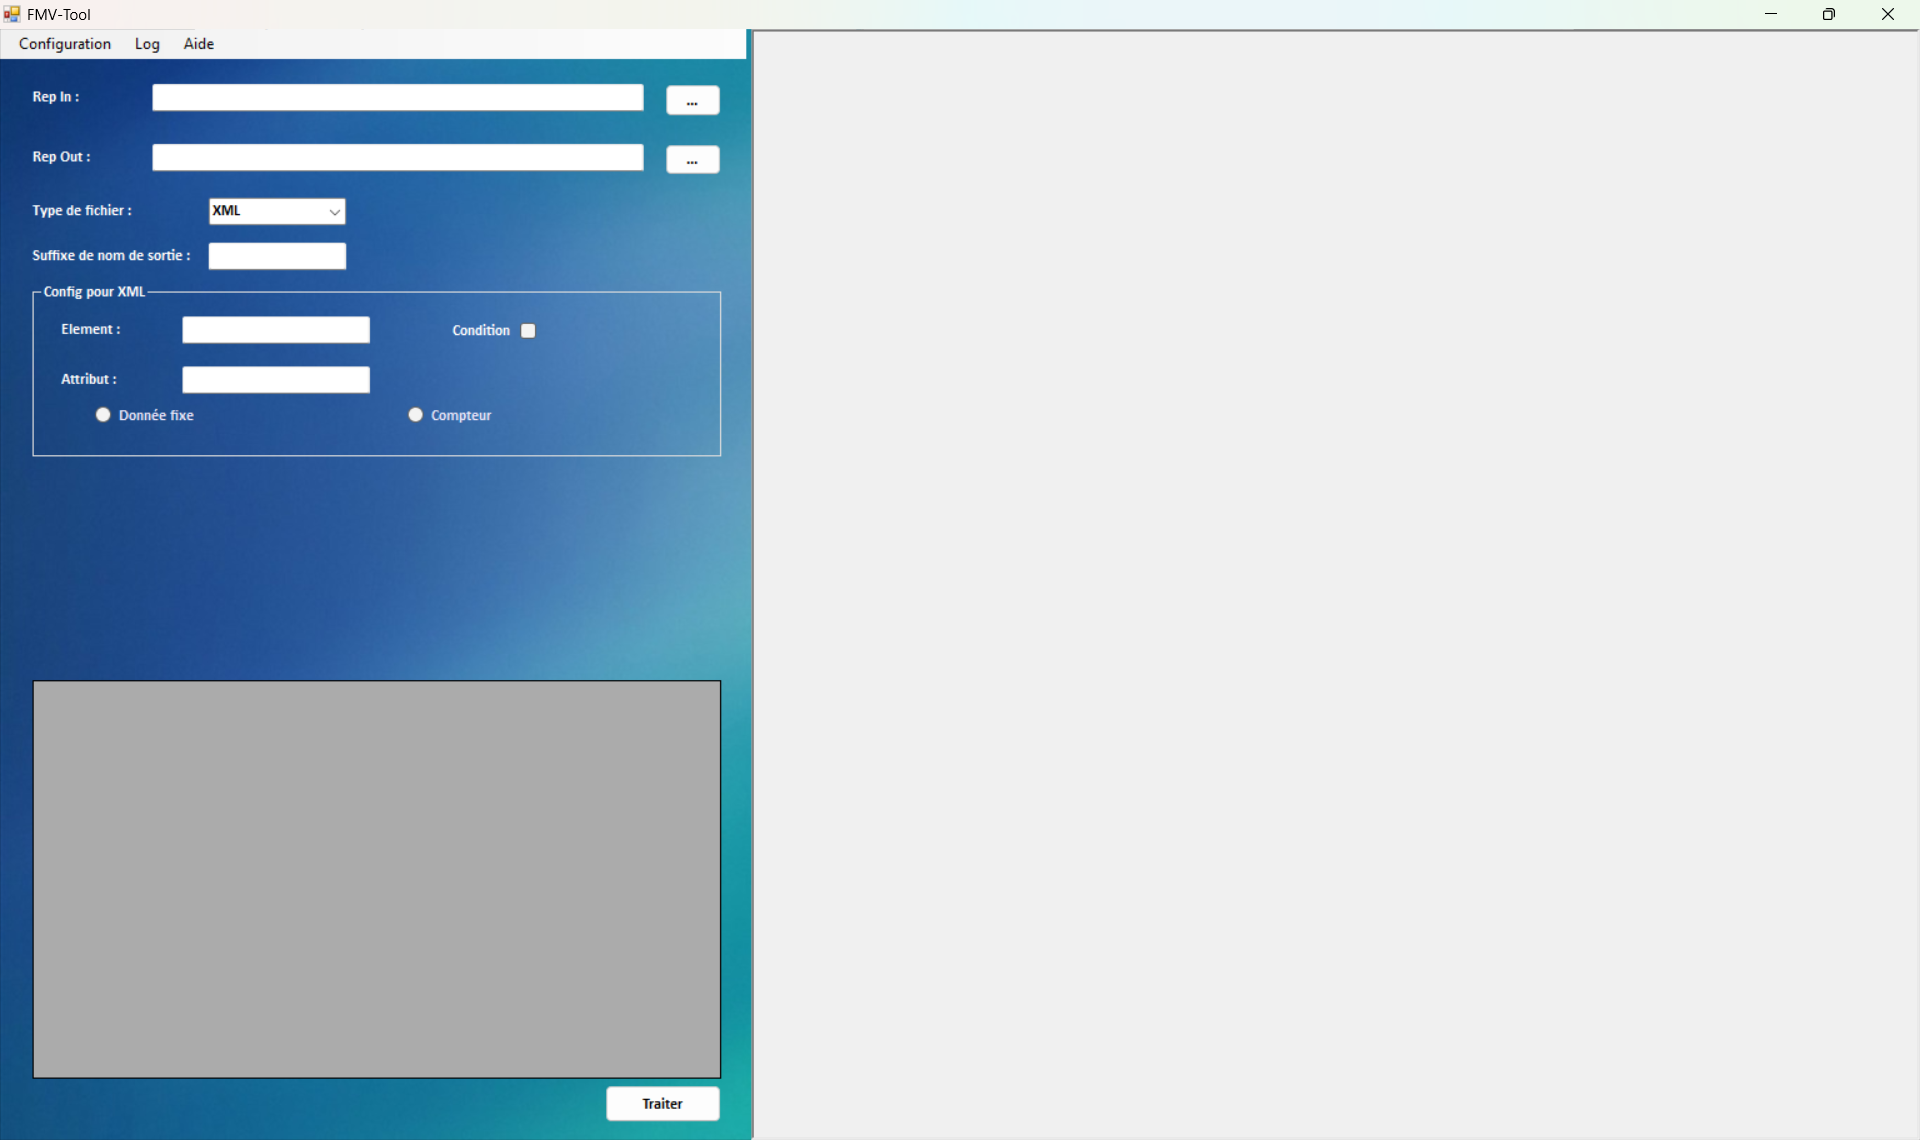 FMV-Tool
Configuration Log Aide
Rep In :
...
Rep Out :
...
Type de fichier : XML
Suffixe de nom de sortie :
Config pour XML
Element : Condition
Attribut :
Donnée fixe Compteur
Traiter